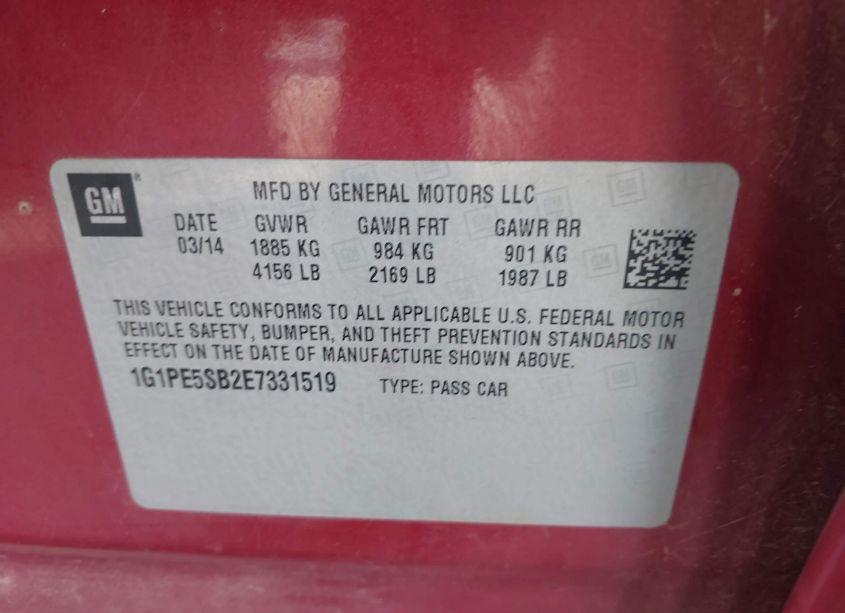 GM
MFD BY GENERAL MOTORS LLC
DATE GVWR GAWR FRT GAWR RR
03/14 1885 KG 984 KG 901 KG
4156 LB 2169 LB 1987 LB
THIS VEHICLE CONFORMS TO ALL APPLICABLE U.S. FEDERAL MOTOR
VEHICLE SAFETY, BUMPER, AND THEFT PREVENTION STANDARDS IN
EFFECT ON THE DATE OF MANUFACTURE SHOWN ABOVE.
1G1PE5SB2E7331519 TYPE: PASS CAR